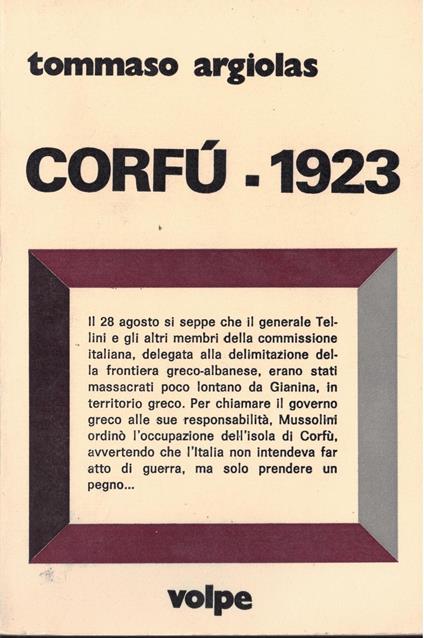 tommaso argiolas
CORFÚ - 1923
Il 28 agosto si seppe che il generale Tel-
lini e gli altri membri della commissione
italiana, delegata alla delimitazione del-
la frontiera greco-albanese, erano stati
massacrati poco lontano da Gianina, in
territorio greco. Per chiamare il governo
greco alle sue responsabilità, Mussolini
ordinò l'occupazione dell'isola di Corfù,
avvertendo che l'Italia non intendeva far
atto di guerra, ma solo prendere un
pegno...
volpe